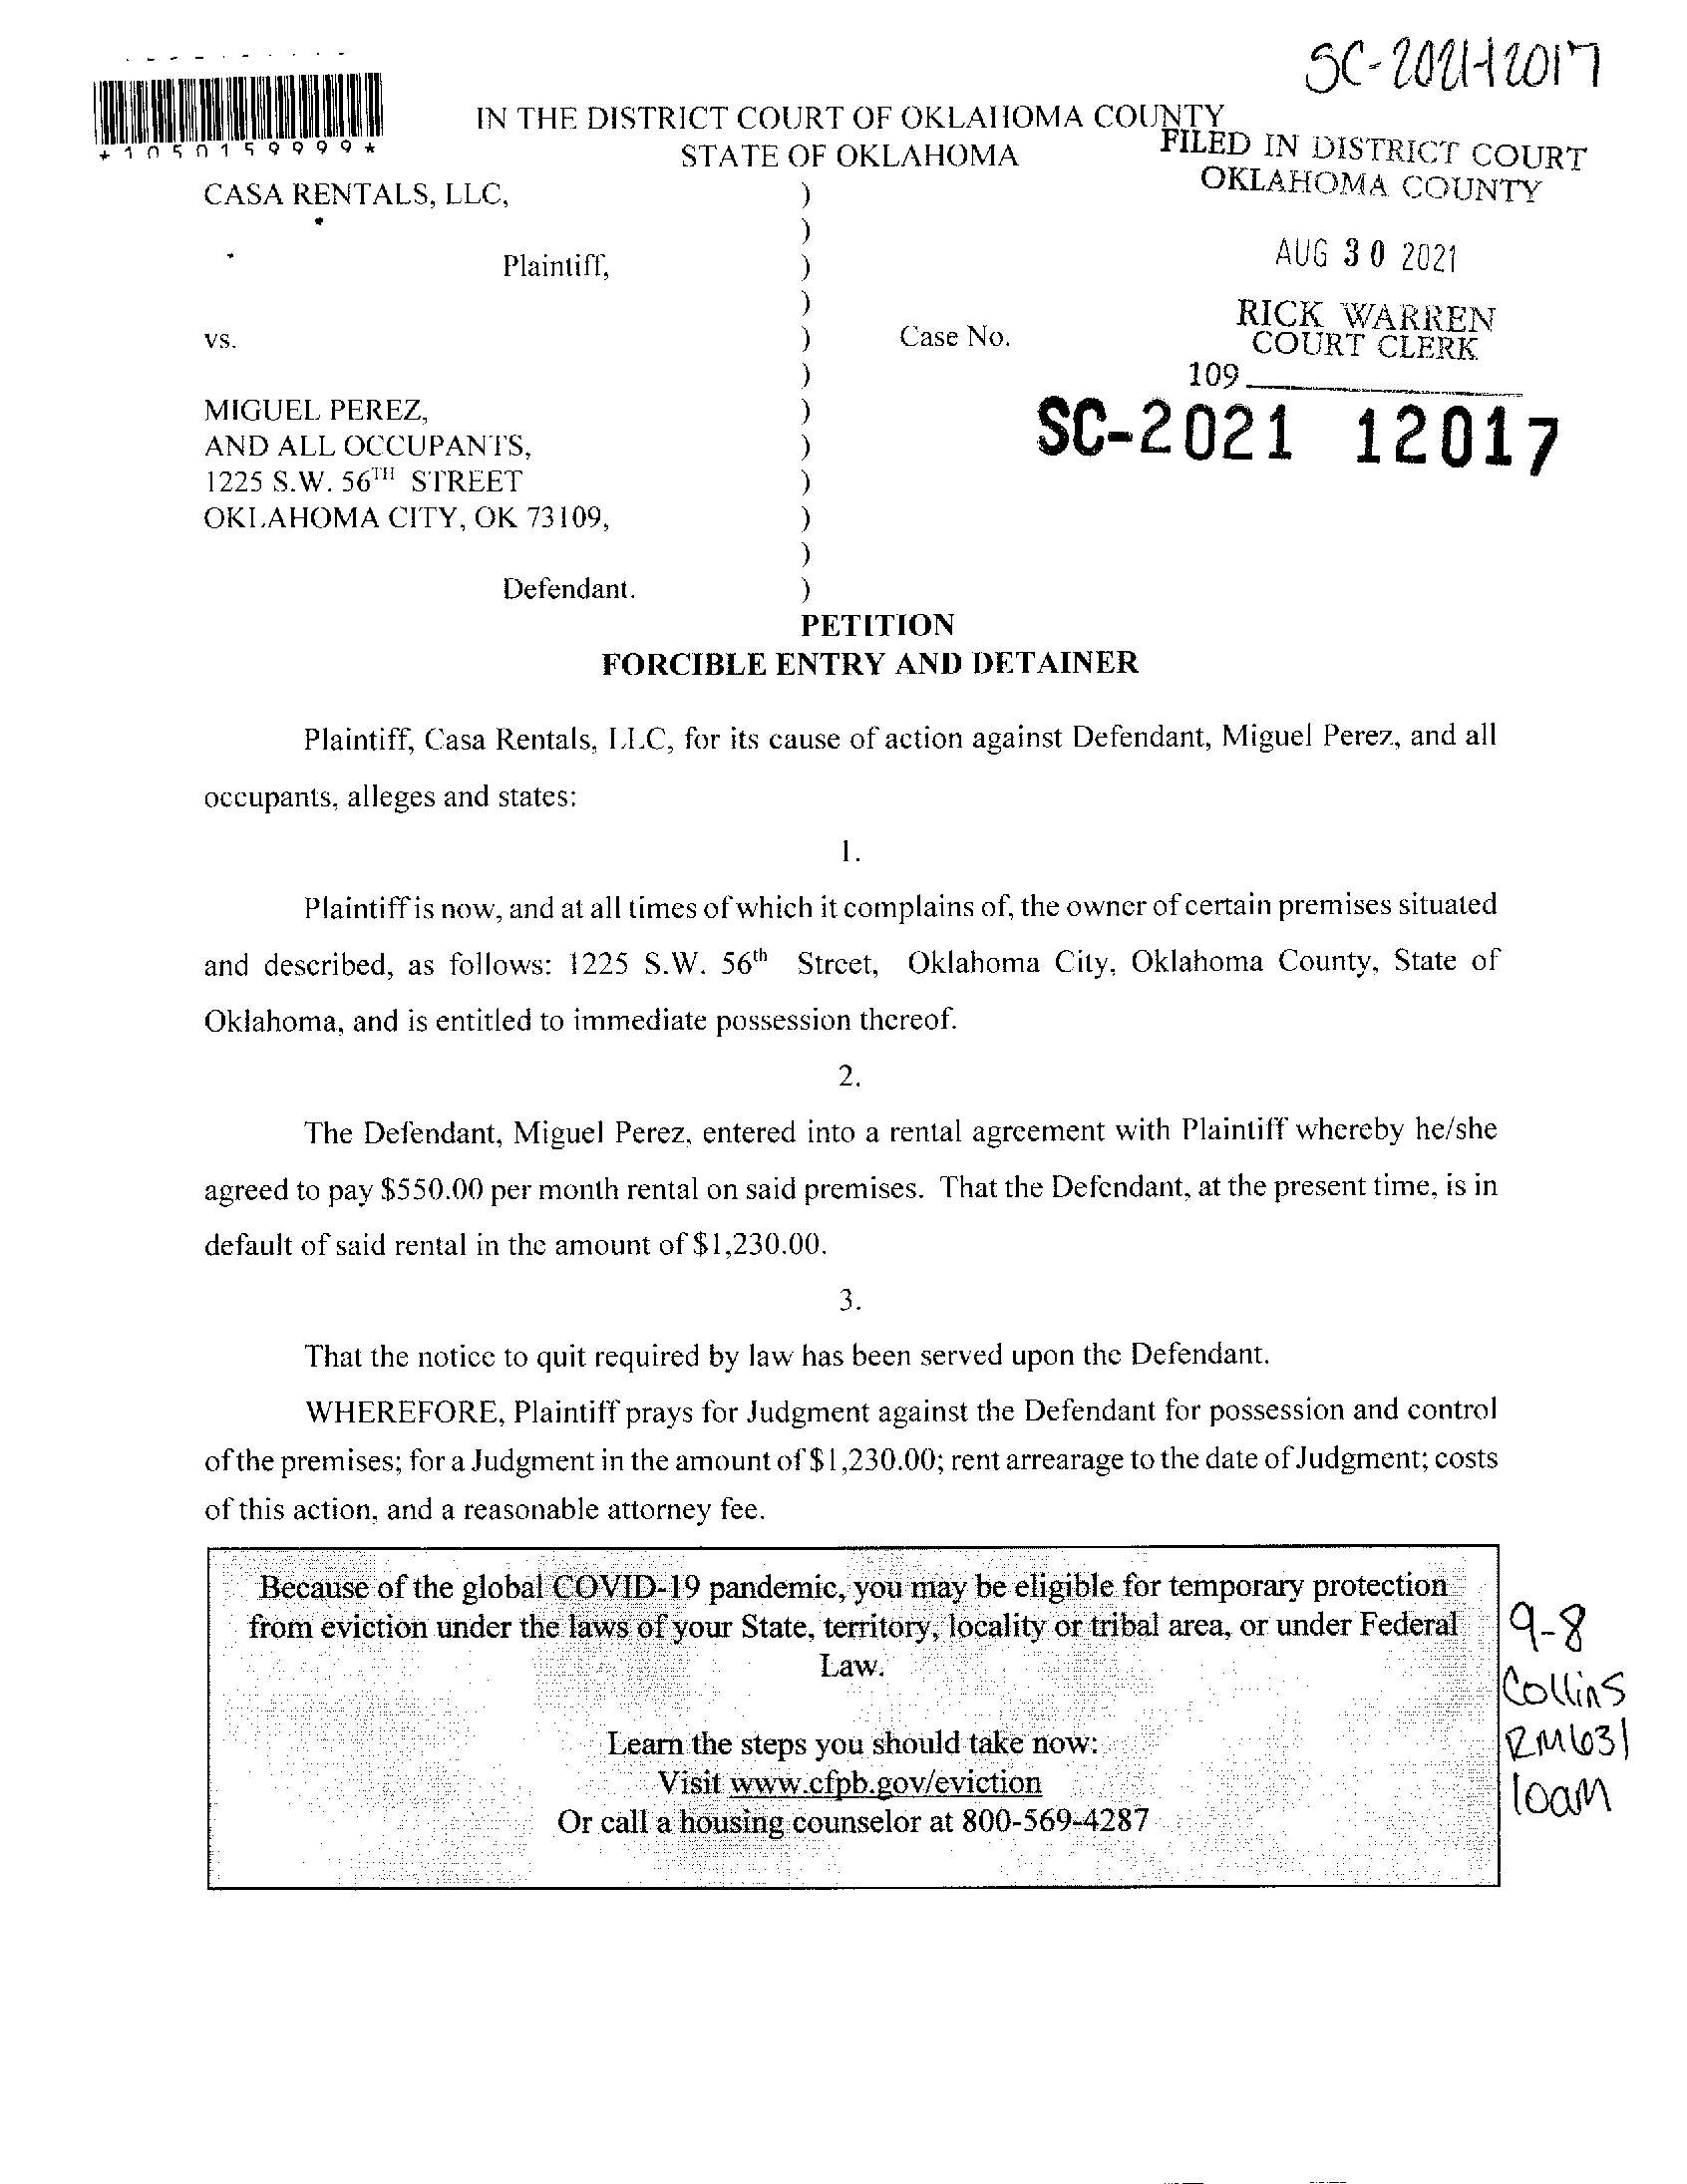 SC-2021-12017
*1050159999*
IN THE DISTRICT COURT OF OKLAHOMA COUNTY
STATE OF OKLAHOMA
FILED IN DISTRICT COURT
OKLAHOMA COUNTY
AUG 30 2021
RICK WARREN
COURT CLERK
109
CASA RENTALS, LLC, )
)
Plaintiff, )
)
vs. ) Case No.
)
SC-2021 12017
MIGUEL PEREZ, )
AND ALL OCCUPANTS, )
1225 S.W. 56TH STREET )
OKLAHOMA CITY, OK 73109, )
)
Defendant. )
PETITION
FORCIBLE ENTRY AND DETAINER
Plaintiff, Casa Rentals, LLC, for its cause of action against Defendant, Miguel Perez, and all
occupants, alleges and states:
1.
Plaintiff is now, and at all times of which it complains of, the owner of certain premises situated
and described, as follows: 1225 S.W. 56th Street, Oklahoma City, Oklahoma County, State of
Oklahoma, and is entitled to immediate possession thereof.
2.
The Defendant, Miguel Perez, entered into a rental agreement with Plaintiff whereby he/she
agreed to pay $550.00 per month rental on said premises. That the Defendant, at the present time, is in
default of said rental in the amount of $1,230.00.
3.
That the notice to quit required by law has been served upon the Defendant.
WHEREFORE, Plaintiff prays for Judgment against the Defendant for possession and control
of the premises; for a Judgment in the amount of $1,230.00; rent arrearage to the date of Judgment; costs
of this action, and a reasonable attorney fee.
Because of the global COVID-19 pandemic, you may be eligible for temporary protection
from eviction under the laws of your State, territory, locality or tribal area, or under Federal
Law.
Learn the steps you should take now:
Visit www.cfpb.gov/eviction
Or call a housing counselor at 800-569-4287
9-8
Collins
RM631
10am